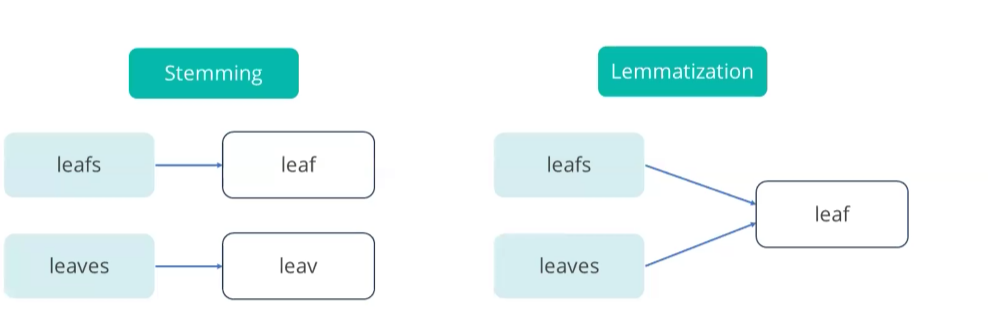 Stemming
leafs
leaf
leaves
leav
Lemmatization
leafs
leaves
leaf